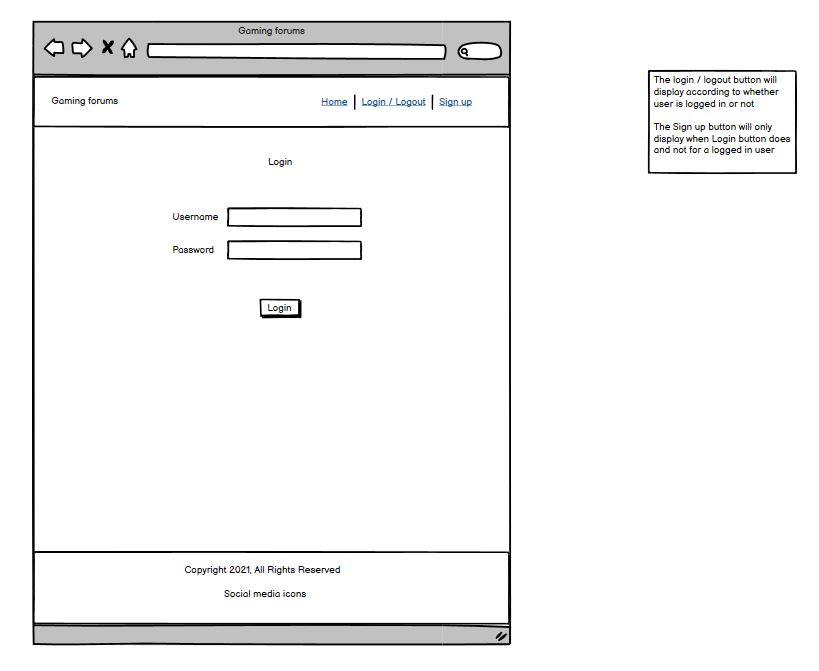 Gaming forums
Gaming forums
Home
Login / Logout
Sign up
Login
Username
Password
Login
Copyright 2021, All Rights Reserved
Social media icons
The login / logout button will
display according to whether
user is logged in or not
The Sign up button will only
display when Login button does
and not for a logged in user